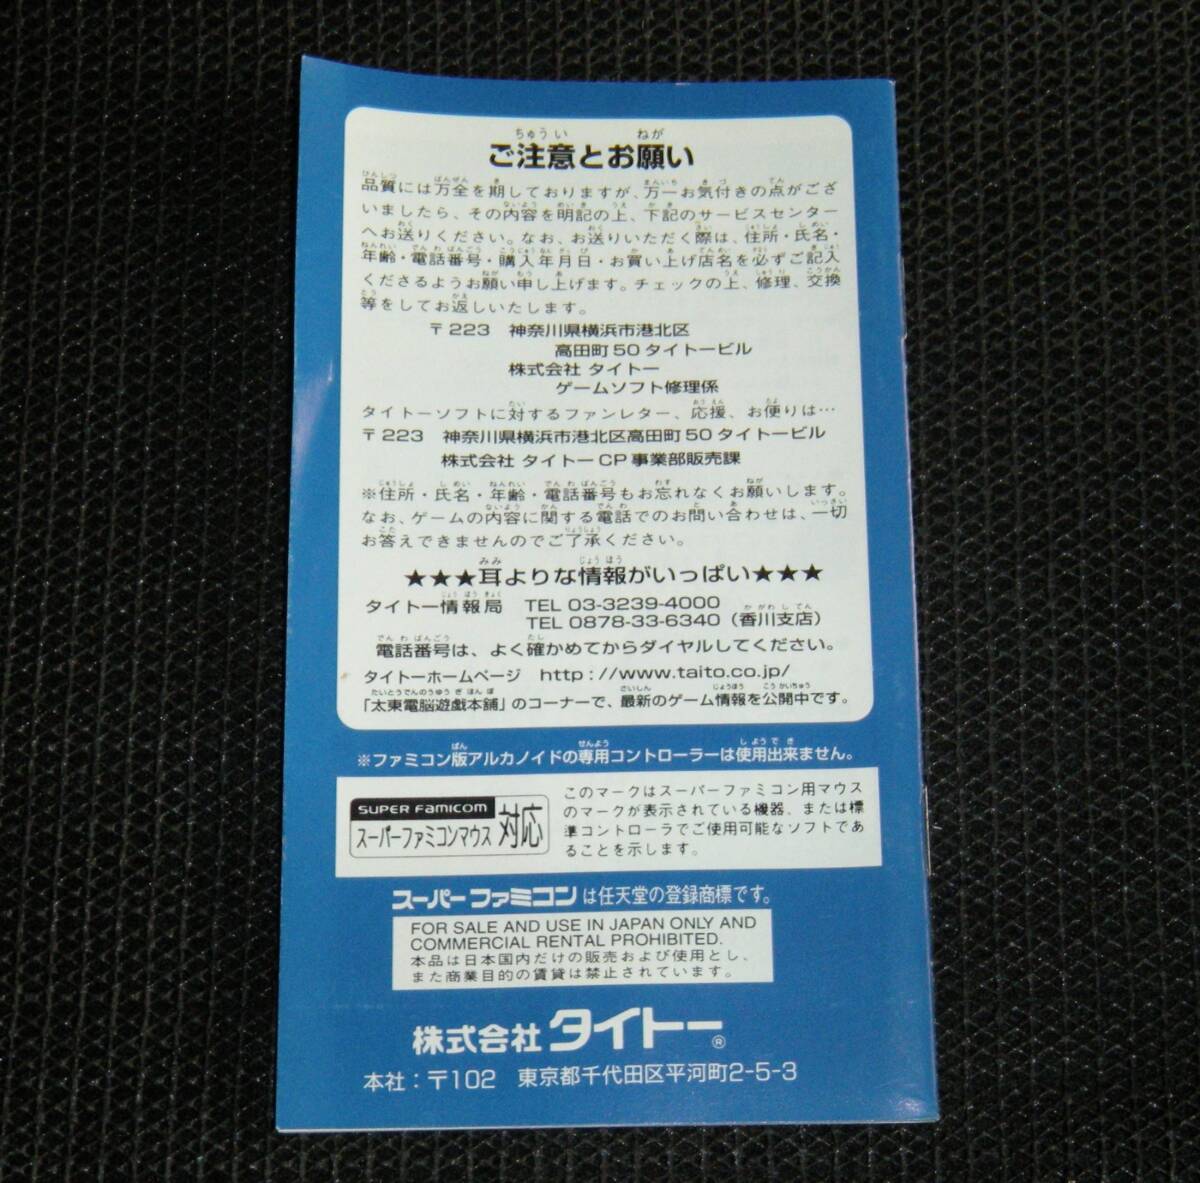 ご注意とお願い
品質には万全を期しておりますが、万一お気付きの点がござ
いましたら、その内容を明記の上、下記のサービスセンター
へお送りください。なお、お送りいただく際は、住所・氏名・
年齢・電話番号・購入年月日・お買い上げ店名を必ずご記入
くださるようお願い申し上げます。チェックの上、修理、交換
等をしてお返しいたします。
〒223 神奈川県横浜市港北区
高田町50タイトービル
株式会社 タイトー
ゲームソフト修理係
タイトーソフトに対するファンレター、応援、お便りは…
〒223 神奈川県横浜市港北区高田町50タイトービル
株式会社 タイトーCP事業部販売課
※住所・氏名・年齢・電話番号もお忘れなくお願いします。
なお、ゲームの内容に関する電話でのお問い合わせは、一切
お答えできませんのでご了承ください。
★★★耳よりな情報がいっぱい★★★
タイトー情報局 TEL 03-3239-4000
TEL 0878-33-6340（香川支店）
電話番号は、よく確かめてからダイヤルしてください。
タイトーホームページ http://www.taito.co.jp/
「太東電脳遊戯本舗」のコーナーで、最新のゲーム情報を公開中です。
※ファミコン版アルカノイドの専用コントローラーは使用出来ません。
SUPER FAMICOM
スーパーファミコンマウス 対応
このマークはスーパーファミコン用マウス
のマークが表示されている機器、または標
準コントローラでご使用可能なソフトであ
ることを示します。
スーパーファミコンは任天堂の登録商標です。
FOR SALE AND USE IN JAPAN ONLY AND
COMMERCIAL RENTAL PROHIBITED.
本品は日本国内だけの販売および使用とし、
また商業目的の賃貸は禁止されています。
株式会社タイトー®
本社：〒102 東京都千代田区平河町2-5-3